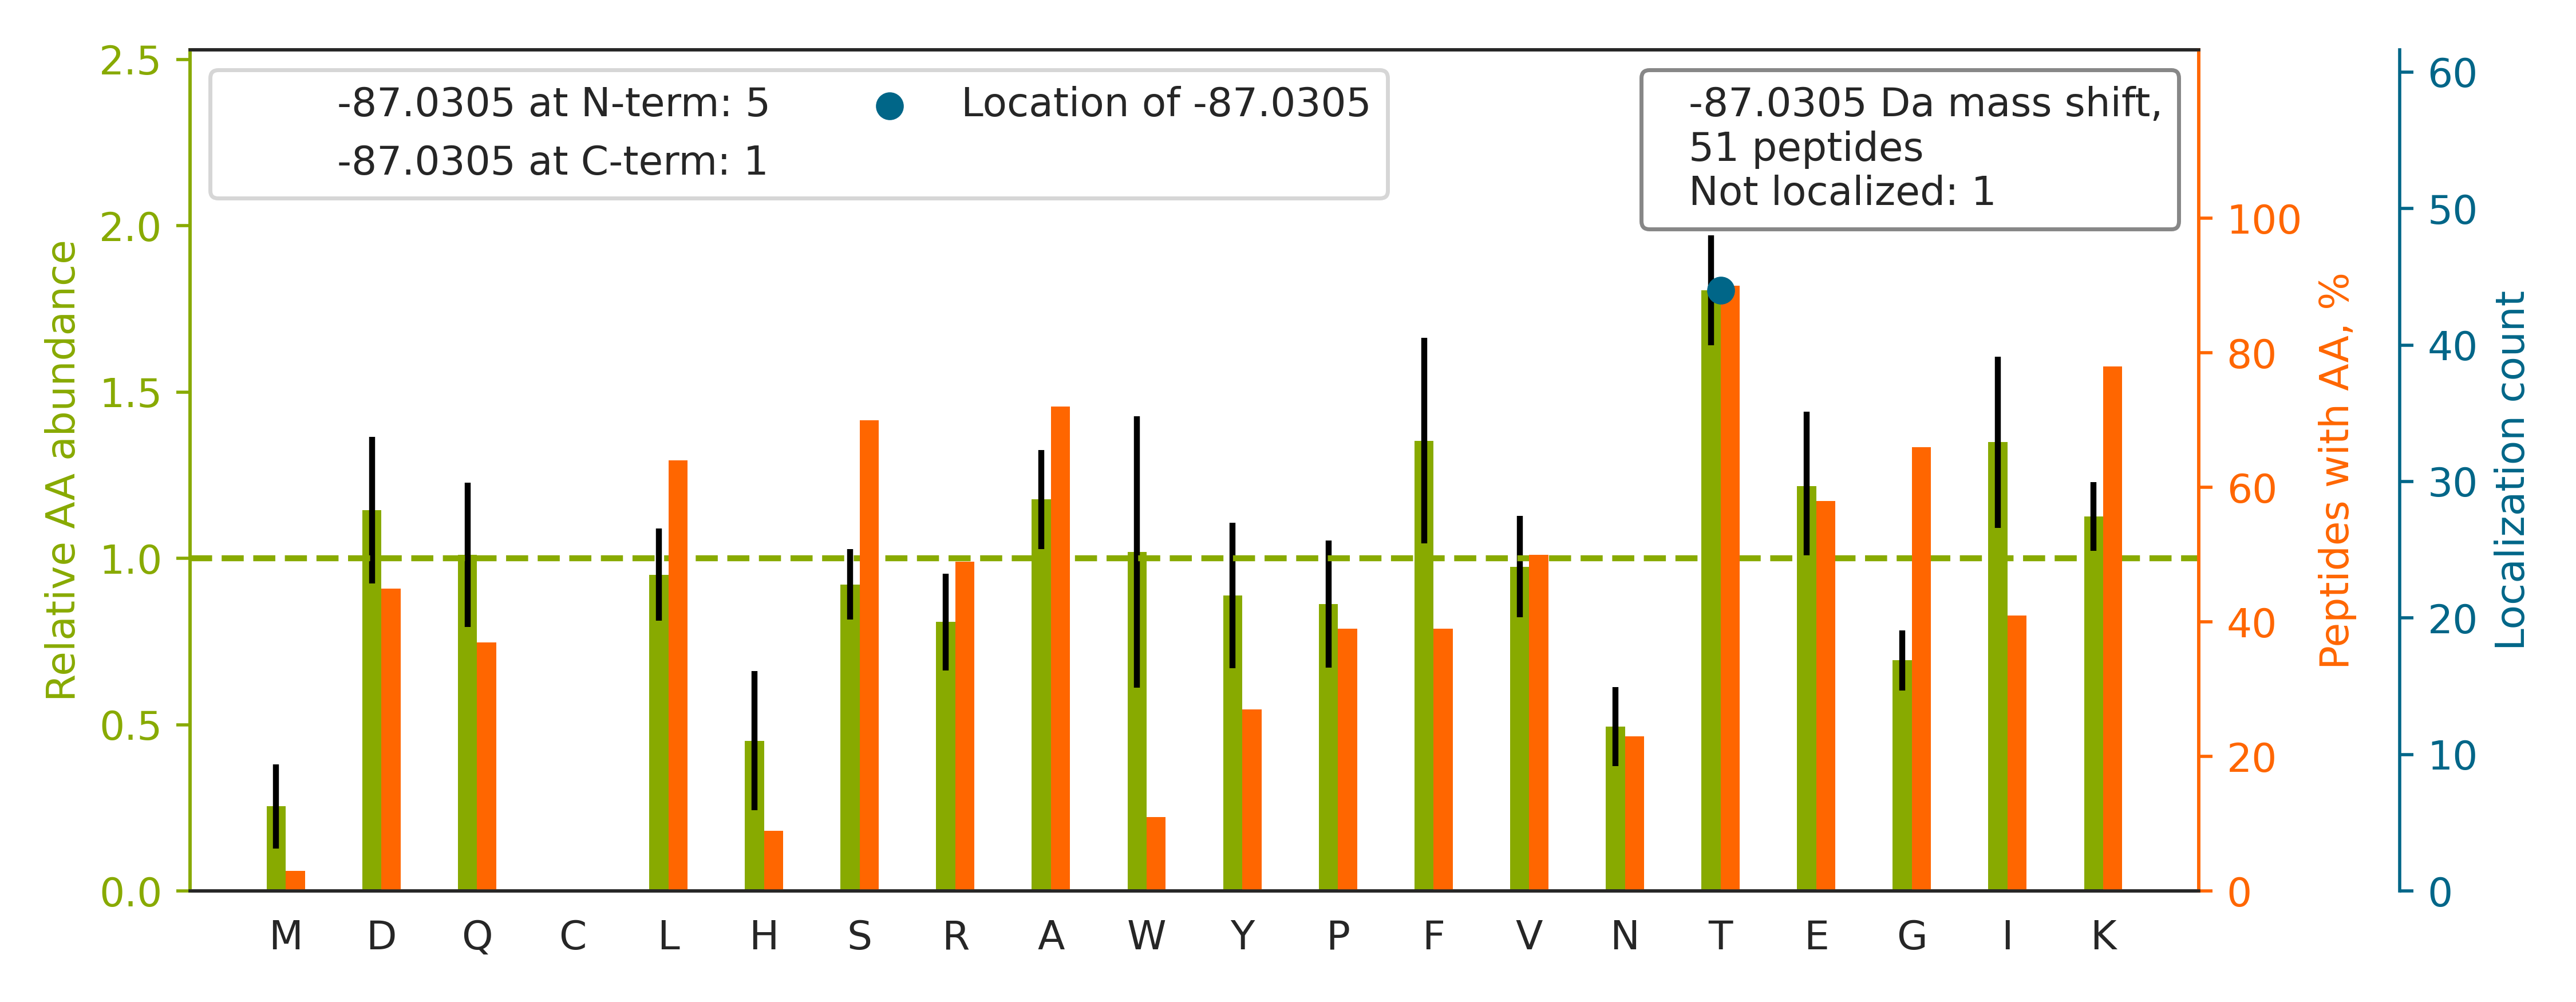 -87.0305 at N-term: 5
-87.0305 at C-term: 1
Location of -87.0305
-87.0305 Da mass shift,
51 peptides
Not localized: 1
Relative AA abundance
2.5
2.0
1.5
1.0
0.5
0.0
M D Q C L H S R A W Y P F V N T E G I K
100
80
60
40
20
0
Peptides with AA, %
60
50
40
30
20
10
0
Localization count